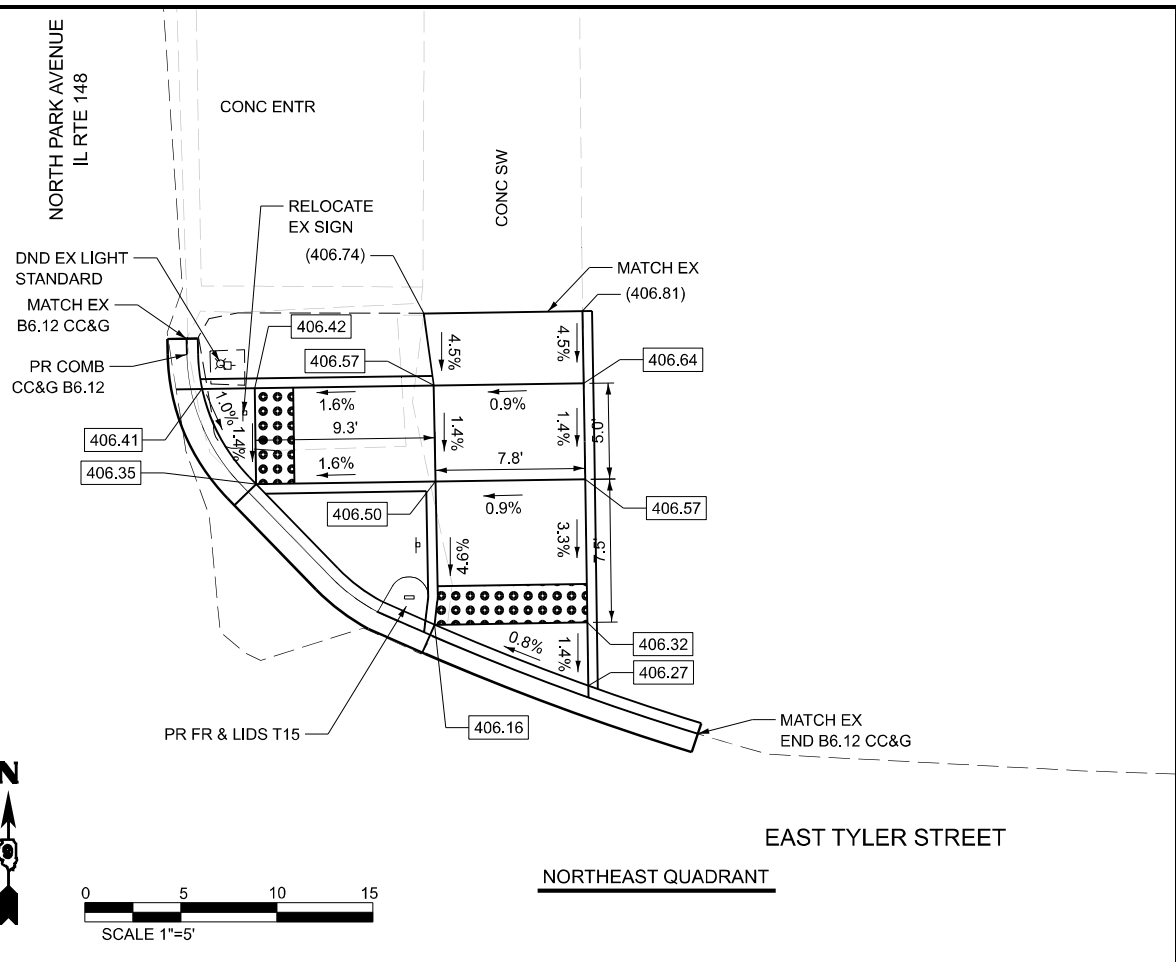 NORTH PARK AVENUE
IL RTE 148
CONC ENTR
CONC SW
RELOCATE
EX SIGN
(406.74)
MATCH EX
(406.81)
DND EX LIGHT
STANDARD
MATCH EX
B6.12 CC&G
PR COMB
CC&G B6.12
406.42
406.57
406.64
4.5%
4.5%
1.0%
1.4%
1.6%
9.3'
1.6%
0.9%
1.4%
1.4%
5.0'
7.8'
406.41
406.35
406.50
0.9%
406.57
4.6%
3.3%
7.5'
0.8%
1.4%
406.32
406.27
406.16
PR FR & LIDS T15
MATCH EX
END B6.12 CC&G
N
9
EAST TYLER STREET
NORTHEAST QUADRANT
0 5 10 15
SCALE 1"=5'